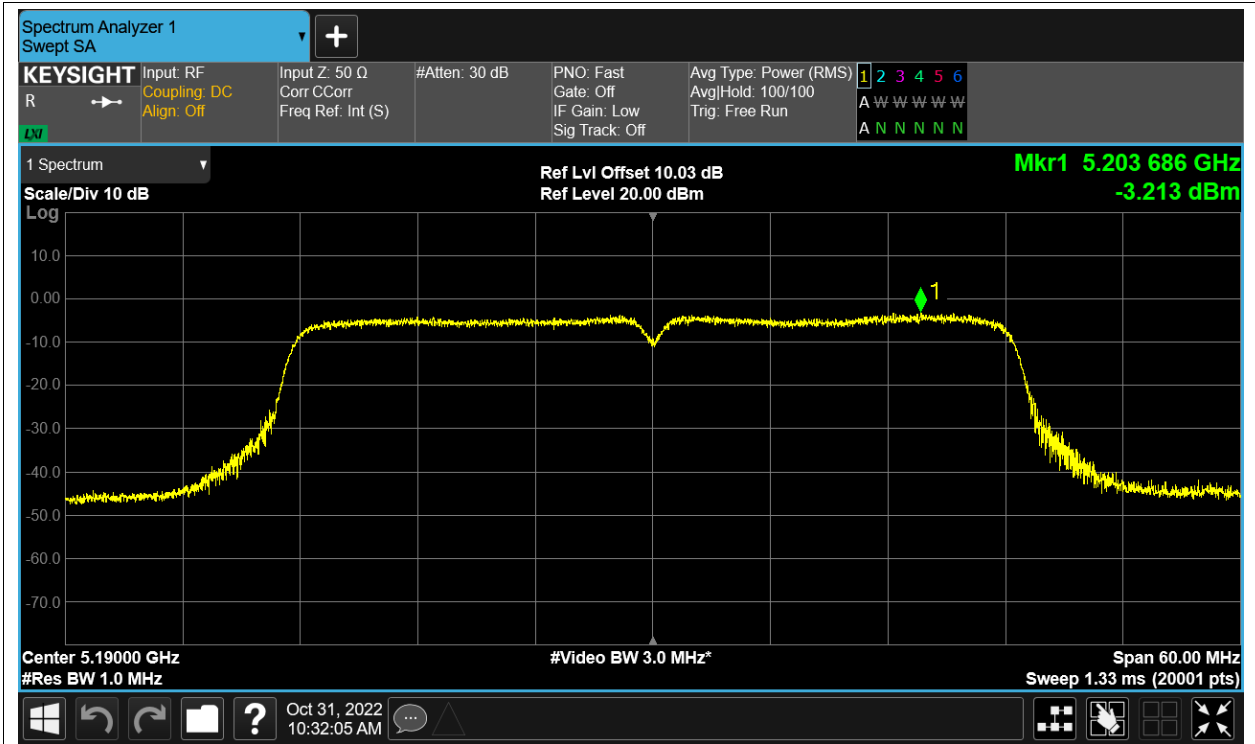 Spectrum Analyzer 1
Swept SA
KEYSIGHT
R
LXI
Input: RF
Coupling: DC
Align: Off
Input Z: 50 Ω
Corr CCorr
Freq Ref: Int (S)
#Atten: 30 dB
PNO: Fast
Gate: Off
IF Gain: Low
Sig Track: Off
Avg Type: Power (RMS)
Avg|Hold: 100/100
Trig: Free Run
1 2 3 4 5 6
A W W W W W
A N N N N N
1 Spectrum
Ref Lvl Offset 10.03 dB
Mkr1 5.203 686 GHz
Scale/Div 10 dB
Ref Level 20.00 dBm
-3.213 dBm
Log
10.0
0.00
1
-10.0
-20.0
-30.0
-40.0
-50.0
-60.0
-70.0
Center 5.19000 GHz
#Video BW 3.0 MHz*
Span 60.00 MHz
#Res BW 1.0 MHz
Sweep 1.33 ms (20001 pts)
?
Oct 31, 2022
10:32:05 AM